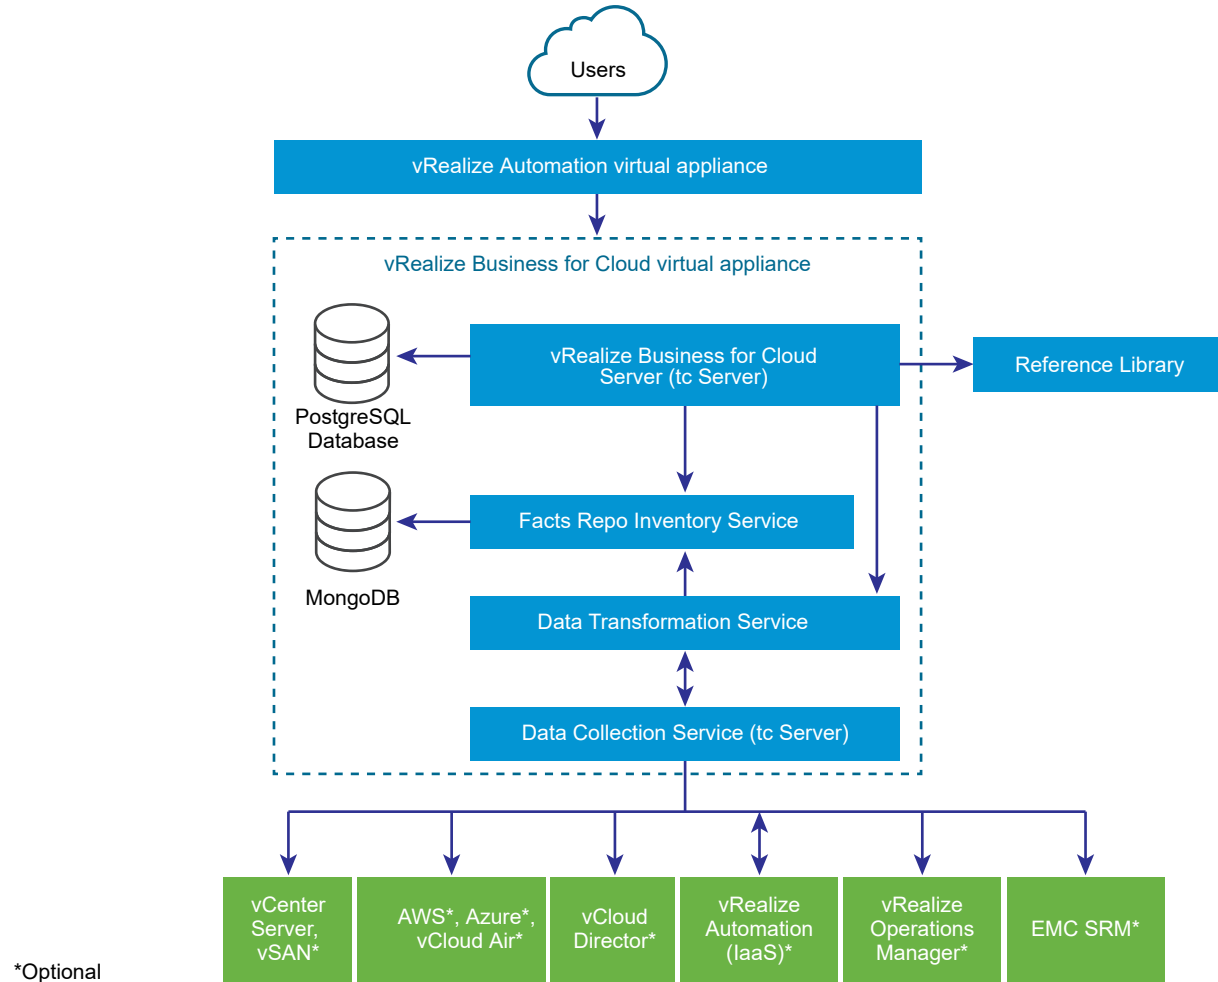 Users
vRealize Automation virtual appliance
vRealize Business for Cloud virtual appliance
vRealize Business for Cloud
Server (tc Server)
Reference Library
PostgreSQL
Database
Facts Repo Inventory Service
MongoDB
Data Transformation Service
Data Collection Service (tc Server)
vCenter
Server,
vSAN*
AWS*, Azure*,
vCloud Air*
vCloud
Director*
vRealize
Automation
(IaaS)*
vRealize
Operations
Manager*
EMC SRM*
*Optional